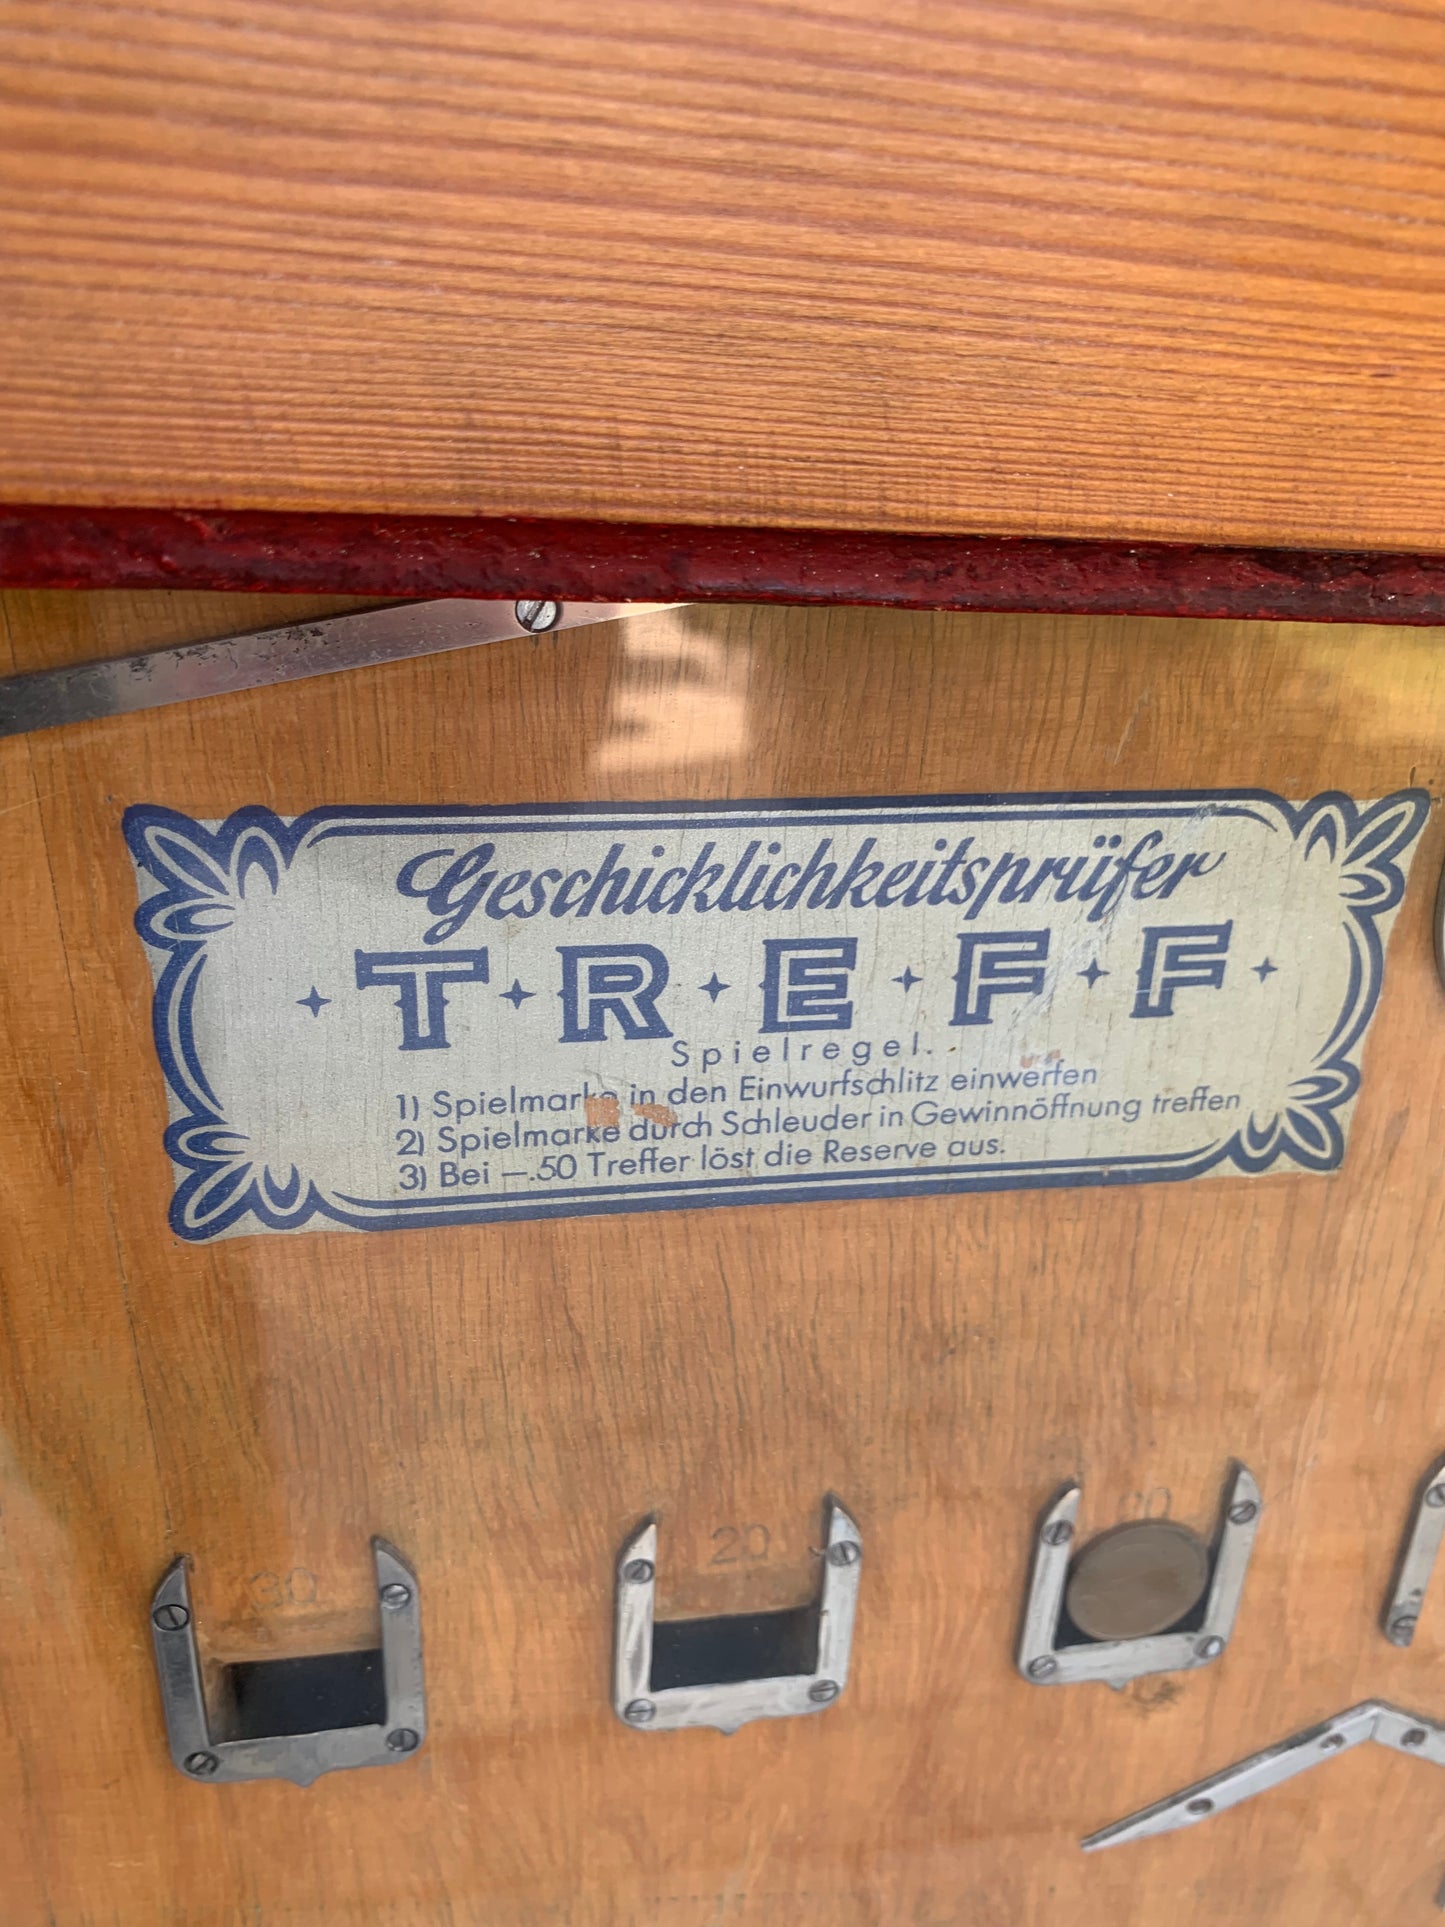 Geschicklichkeitsprüfer
T·R·E·F·F
Spielregel.
1) Spielmarke in den Einwurfschlitz einwerfen
2) Spielmarke durch Schleuder in Gewinnöffnung treffen
3) Bei —.50 Treffer löst die Reserve aus.
30 20